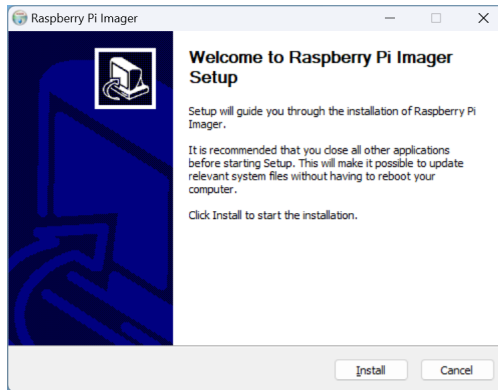 Raspberry Pi Imager
Welcome to Raspberry Pi Imager
Setup
Setup will guide you through the installation of Raspberry Pi
Imager.
It is recommended that you close all other applications
before starting Setup. This will make it possible to update
relevant system files without having to reboot your
computer.
Click Install to start the installation.
Install
Cancel